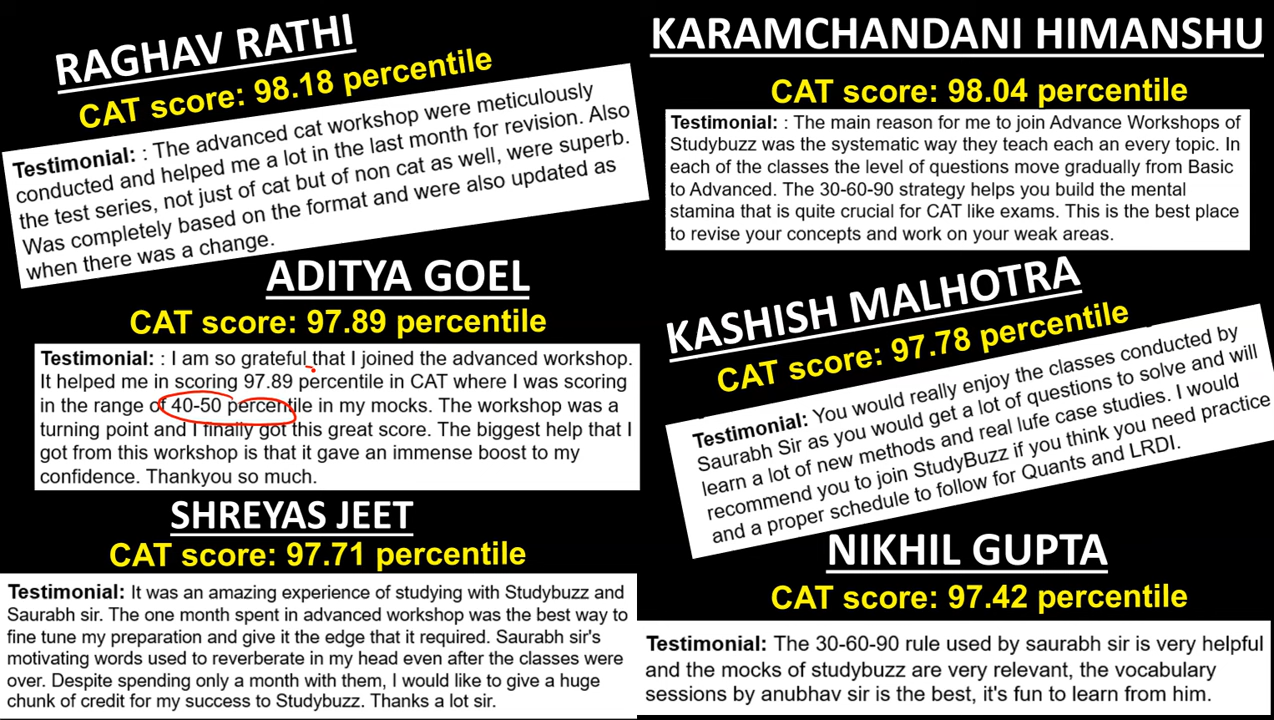 RAGHAV RATHI
CAT score: 98.18 percentile
Testimonial: : The advanced cat workshop were meticulously
conducted and helped me a lot in the last month for revision. Also
the test series, not just of cat but of non cat as well, were superb.
Was completely based on the format and were also updated as
when there was a change.
KARAMCHANDANI HIMANSHU
CAT score: 98.04 percentile
Testimonial: : The main reason for me to join Advance Workshops of
Studybuzz was the systematic way they teach each an every topic. In
each of the classes the level of questions move gradually from Basic
to Advanced. The 30-60-90 strategy helps you build the mental
stamina that is quite crucial for CAT like exams. This is the best place
to revise your concepts and work on your weak areas.
ADITYA GOEL
CAT score: 97.89 percentile
Testimonial: : I am so grateful that I joined the advanced workshop.
It helped me in scoring 97.89 percentile in CAT where I was scoring
in the range of 40-50 percentile in my mocks. The workshop was a
turning point and I finally got this great score. The biggest help that I
got from this workshop is that it gave an immense boost to my
confidence. Thankyou so much.
KASHISH MALHOTRA
CAT score: 97.78 percentile
Testimonial: You would really enjoy the classes conducted by
Saurabh Sir as you would get a lot of questions to solve and will
learn a lot of new methods and real lufe case studies. I would
recommend you to join StudyBuzz if you think you need practice
and a proper schedule to follow for Quants and LRDI.
SHREYAS JEET
CAT score: 97.71 percentile
Testimonial: It was an amazing experience of studying with Studybuzz and
Saurabh sir. The one month spent in advanced workshop was the best way to
fine tune my preparation and give it the edge that it required. Saurabh sir's
motivating words used to reverberate in my head even after the classes were
over. Despite spending only a month with them, I would like to give a huge
chunk of credit for my success to Studybuzz. Thanks a lot sir.
NIKHIL GUPTA
CAT score: 97.42 percentile
Testimonial: The 30-60-90 rule used by saurabh sir is very helpful
and the mocks of studybuzz are very relevant, the vocabulary
sessions by anubhav sir is the best, it's fun to learn from him.